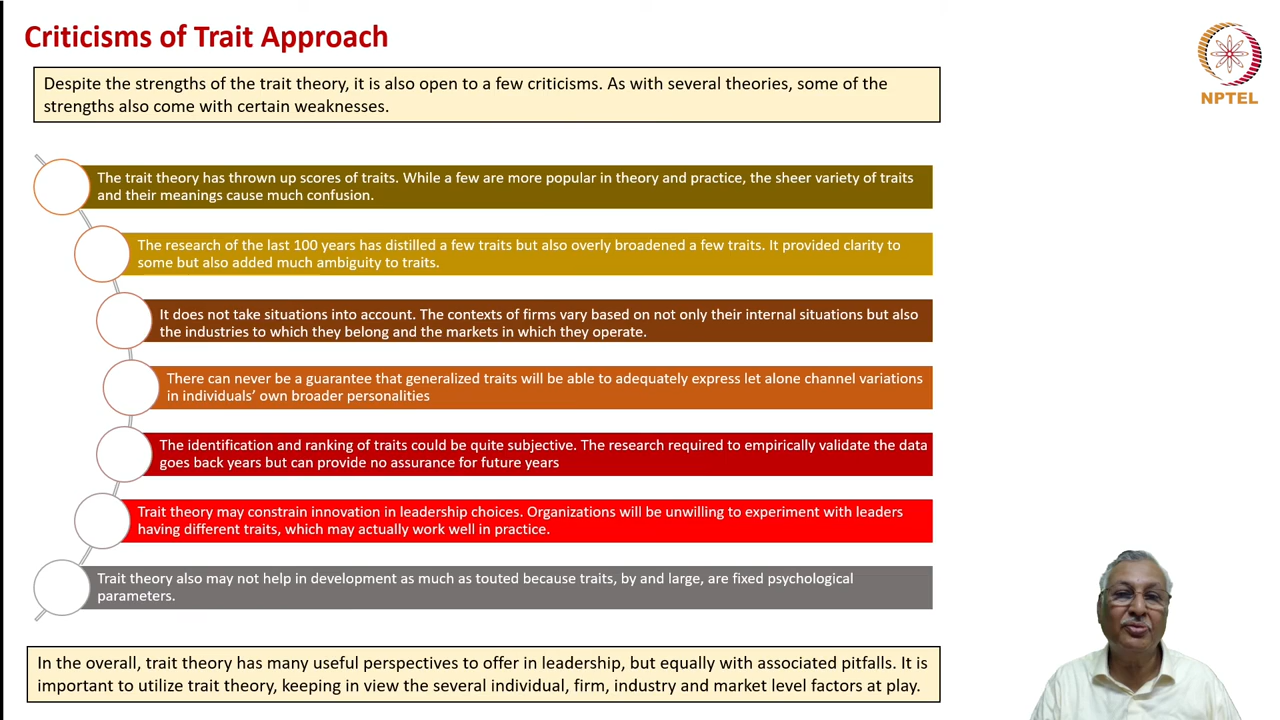 Criticisms of Trait Approach
NPTEL
Despite the strengths of the trait theory, it is also open to a few criticisms. As with several theories, some of the
strengths also come with certain weaknesses.
The trait theory has thrown up scores of traits. While a few are more popular in theory and practice, the sheer variety of traits
and their meanings cause much confusion.
The research of the last 100 years has distilled a few traits but also overly broadened a few traits. It provided clarity to
some but also added much ambiguity to traits.
It does not take situations into account. The contexts of firms vary based on not only their internal situations but also
the industries to which they belong and the markets in which they operate.
There can never be a guarantee that generalized traits will be able to adequately express let alone channel variations
in individuals’ own broader personalities
The identification and ranking of traits could be quite subjective. The research required to empirically validate the data
goes back years but can provide no assurance for future years
Trait theory may constrain innovation in leadership choices. Organizations will be unwilling to experiment with leaders
having different traits, which may actually work well in practice.
Trait theory also may not help in development as much as touted because traits, by and large, are fixed psychological
parameters.
In the overall, trait theory has many useful perspectives to offer in leadership, but equally with associated pitfalls. It is
important to utilize trait theory, keeping in view the several individual, firm, industry and market level factors at play.